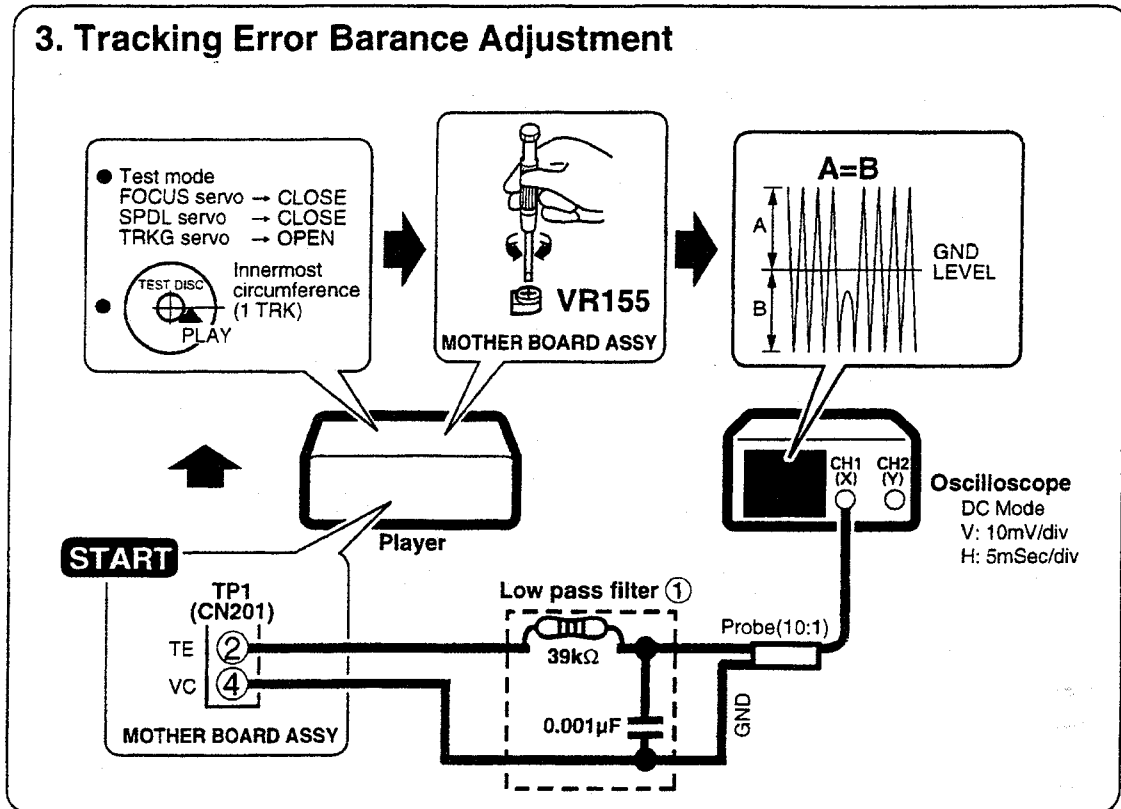 3. Tracking Error Barance Adjustment
● Test mode
FOCUS servo → CLOSE
SPDL servo → CLOSE
TRKG servo → OPEN
●
TEST DISC
PLAY
Innermost
circumference
(1 TRK)
VR155
MOTHER BOARD ASSY
A=B
A
B
GND
LEVEL
CH1
(X)
CH2
(Y)
Oscilloscope
DC Mode
V: 10mV/div
H: 5mSec/div
Player
START
TP1
(CN201)
TE ②
VC ④
MOTHER BOARD ASSY
Low pass filter ①
39kΩ
0.001μF
Probe(10:1)
GND